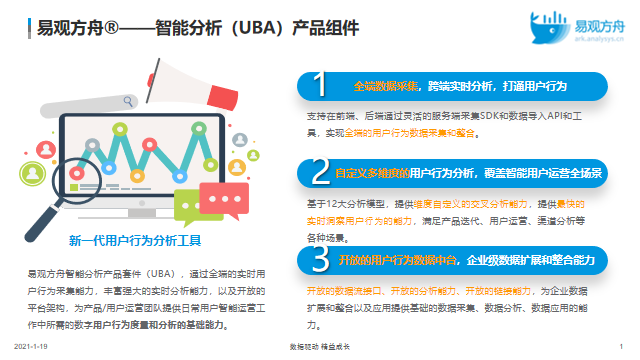 易观方舟®——智能分析（UBA）产品组件
易观方舟
ark.analysys.cn
1
全端数据采集，跨端实时分析，打通用户行为
支持在前端、后端通过灵活的服务端采集SDK和数据导入API和工
具，实现全端的用户行为数据采集和整合。
2
自定义多维度的用户行为分析，覆盖智能用户运营全场景
基于12大分析模型，提供维度自定义的交叉分析能力，提供最快的
实时洞察用户行为的能力，满足产品迭代、用户运营、渠道分析等
各种场景。
3
开放的用户行为数据中台，企业级数据扩展和整合能力
开放的数据流接口、开放的分析能力、开放的链接能力，为企业数据
扩展和整合以及应用提供基础的数据采集、数据分析、数据应用的能
力。
新一代用户行为分析工具
易观方舟智能分析产品套件（UBA），通过全端的实时用
户行为采集能力，丰富强大的实时分析能力，以及开放的
平台架构，为产品/用户运营团队提供日常用户智能运营工
作中所需的数字用户行为度量和分析的基础能力。
2021-1-19
数据驱动 精益成长
1